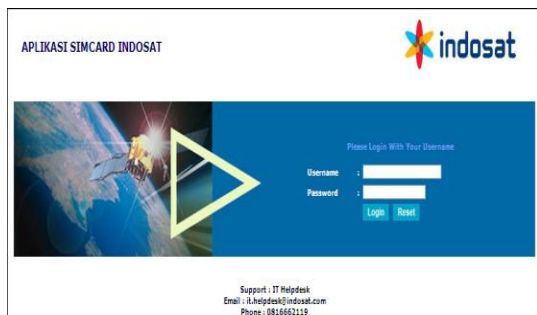 APLIKASI SIMCARD INDOSAT
indosat
Please Login With Your Username
Username :
Password :
Login Reset
Support : IT Helpdesk
Email : it.helpdesk@indosat.com
Phone : 0816662119